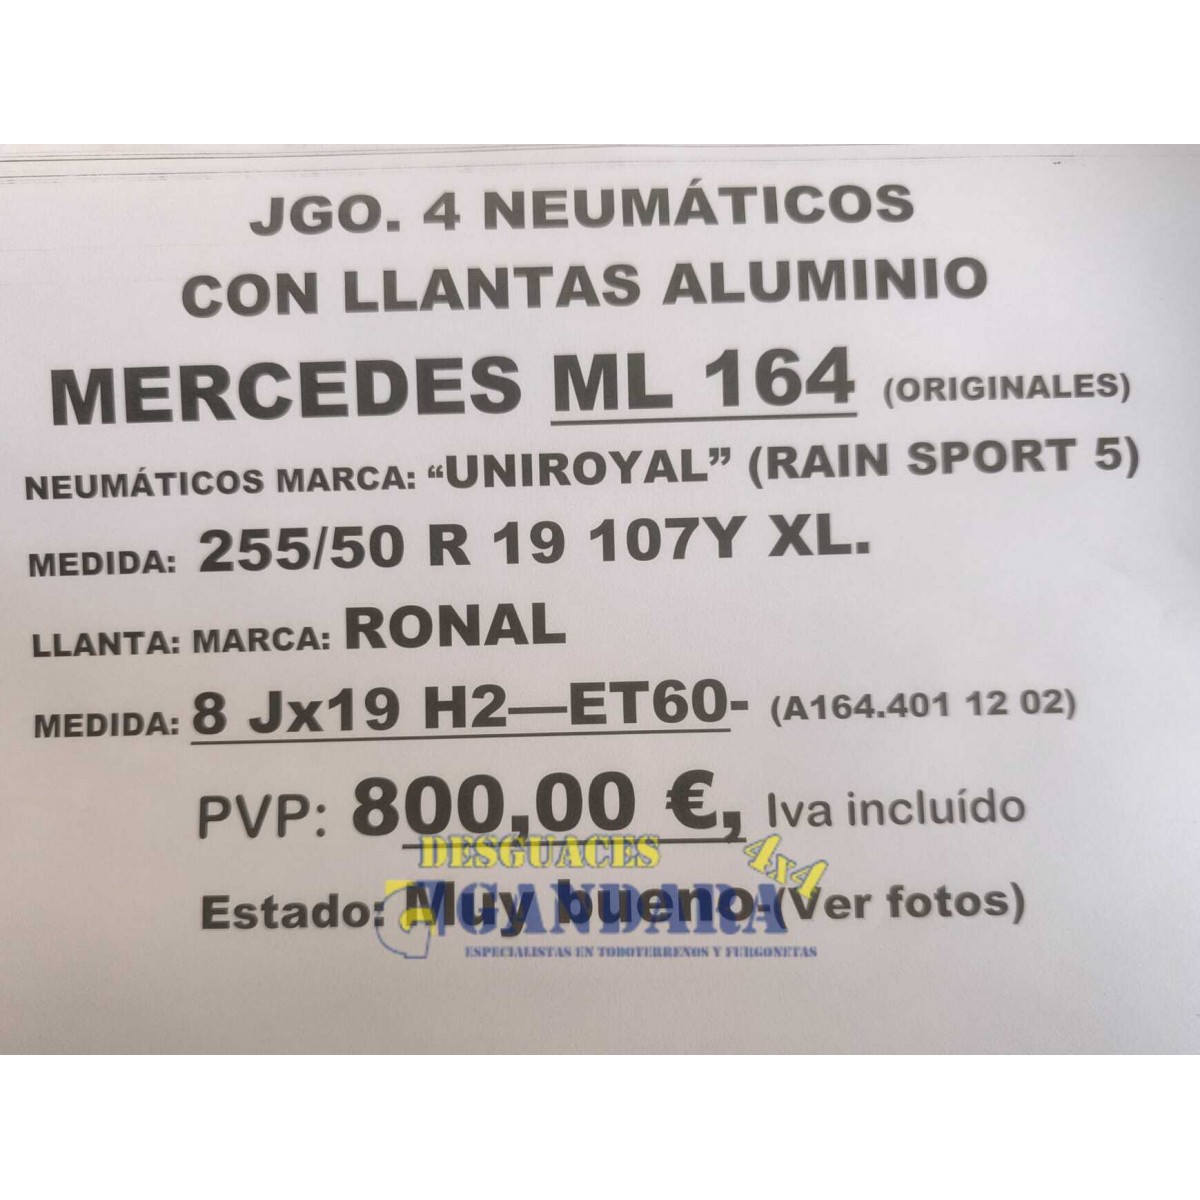 JGO. 4 NEUMÁTICOS
CON LLANTAS ALUMINIO
MERCEDES ML 164 (ORIGINALES)
NEUMÁTICOS MARCA: “UNIROYAL” (RAIN SPORT 5)
MEDIDA: 255/50 R 19 107Y XL.
LLANTA: MARCA: RONAL
MEDIDA: 8 Jx19 H2—ET60- (A164.401 12 02)
PVP: 800,00 €, Iva incluído
DESGUACES 4x4
Estado: Muy bueno-(Ver fotos)
GANDARA
ESPECIALISTAS EN TODOTERRENOS Y FURGONETAS